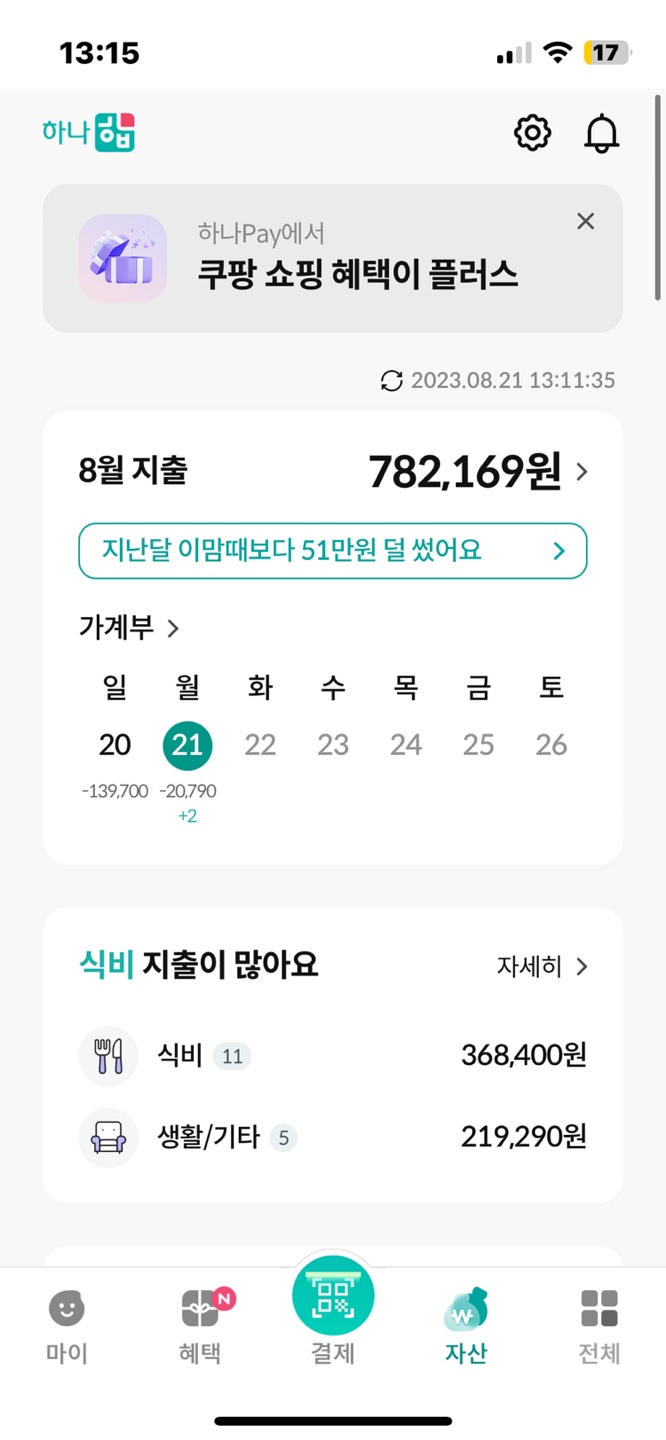 13:15
17
하나 합
하나Pay에서
쿠팡 쇼핑 혜택이 플러스
2023.08.21 13:11:35
8월 지출 782,169원
지난달 이맘때보다 51만원 덜 썼어요
가계부
일 월 화 수 목 금 토
20 21 22 23 24 25 26
-139,700 -20,790
+2
식비 지출이 많아요 자세히
식비 11 368,400원
생활/기타 5 219,290원
N
₩
마이 혜택 결제 자산 전체